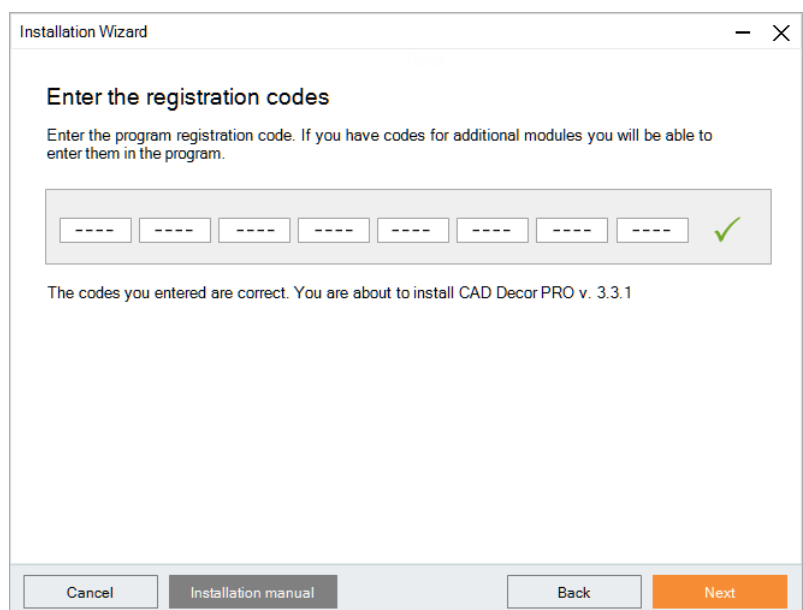 Installation Wizard
Enter the registration codes
Enter the program registration code. If you have codes for additional modules you will be able to
enter them in the program.
---- ---- ---- ---- ---- ---- ---- ----
The codes you entered are correct. You are about to install CAD Decor PRO v. 3.3.1
Cancel Installation manual Back Next